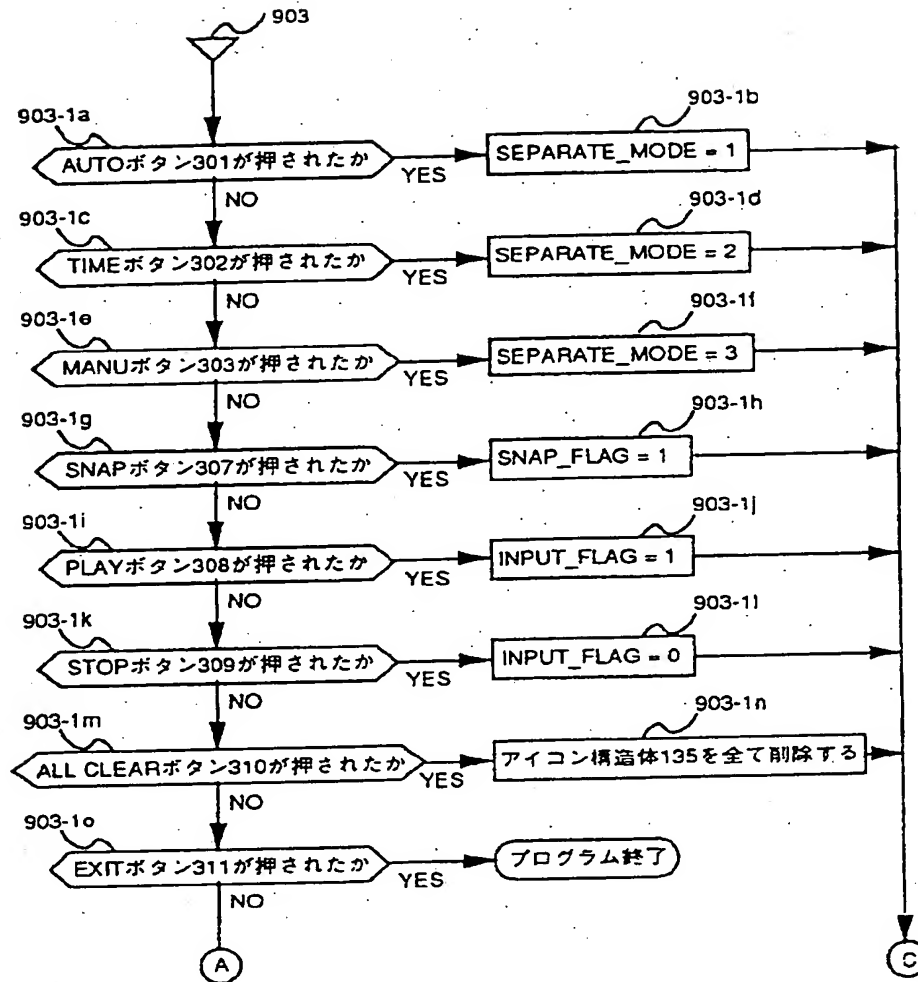 903
903-1a
903-1b
AUTOボタン301が押されたか
YES
SEPARATE_MODE = 1
NO
903-1c
903-1d
TIMEボタン302が押されたか
YES
SEPARATE_MODE = 2
NO
903-1e
903-1f
MANUボタン303が押されたか
YES
SEPARATE_MODE = 3
NO
903-1g
903-1h
SNAPボタン307が押されたか
YES
SNAP_FLAG = 1
NO
903-1i
903-1j
PLAYボタン308が押されたか
YES
INPUT_FLAG = 1
NO
903-1k
903-1l
STOPボタン309が押されたか
YES
INPUT_FLAG = 0
NO
903-1m
903-1n
ALL CLEARボタン310が押されたか
YES
アイコン構造体135を全て削除する
NO
903-1o
EXITボタン311が押されたか
YES
プログラム終了
NO
A
C